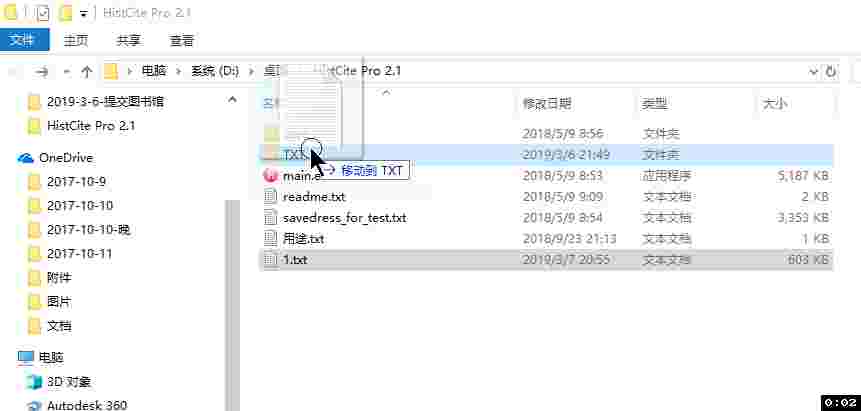 HistCite Pro 2.1
文件 主页 共享 查看
电脑 系统 (D:) HistCite Pro 2.1
2019-3-6-提交图书馆 修改日期 类型 大小
HistCite Pro 2.1 2018/5/9 8:56 文件夹
TXT 2019/3/6 21:49 文件夹
移动到 TXT
OneDrive
main.e 2018/5/9 8:53 应用程序 5,187 KB
2017-10-9 readme.txt 2018/5/9 9:09 文本文档 2 KB
2017-10-10 savedress_for_test.txt 2018/5/9 8:54 文本文档 3,353 KB
2017-10-10-晚 用途.txt 2018/9/23 21:13 文本文档 1 KB
2017-10-11 1.txt 2019/3/7 20:55 文本文档 603 KB
附件
图片
文档
电脑
3D 对象
Autodesk 360
0:02